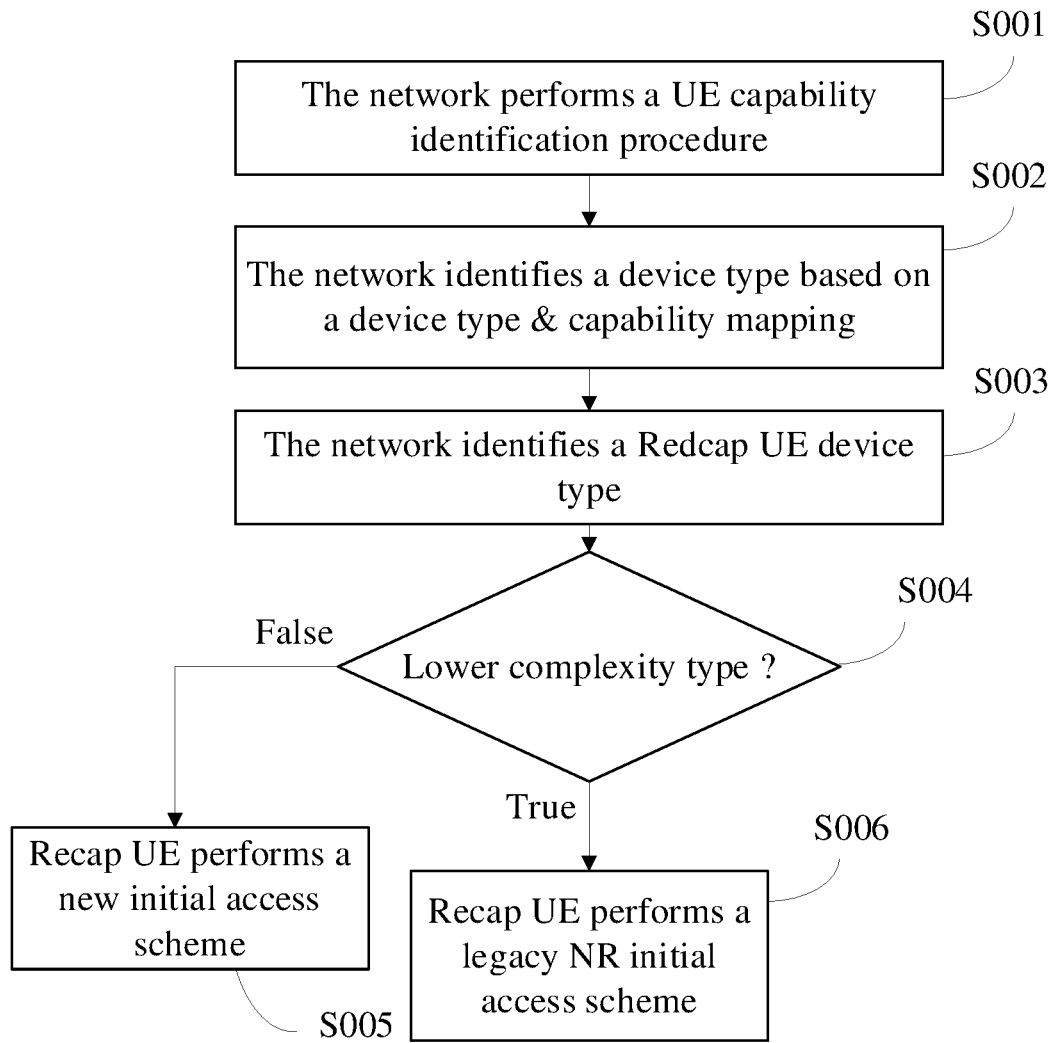 S001
The network performs a UE capability
identification procedure
S002
The network identifies a device type based on
a device type & capability mapping
S003
The network identifies a Redcap UE device
type
S004
False
Lower complexity type ?
True
S006
Recap UE performs a
new initial access
scheme
Recap UE performs a
legacy NR initial
access scheme
S005